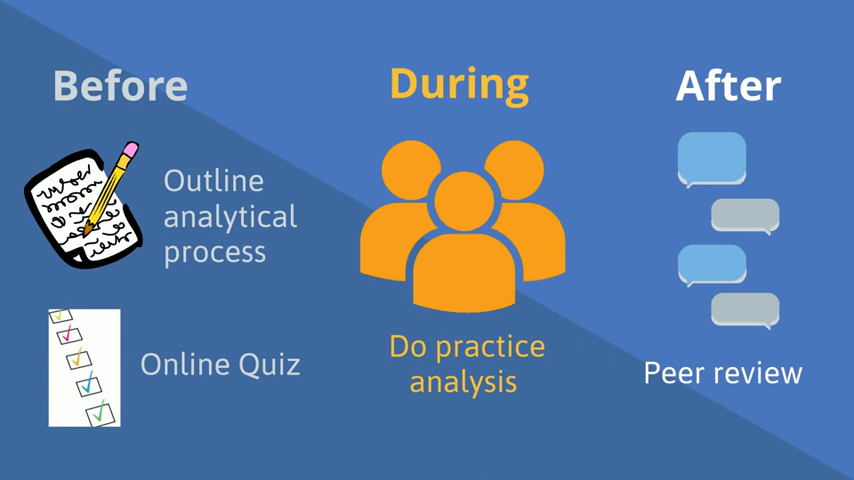 Before
Outline
analytical
process
Online Quiz
During
Do practice
analysis
After
Peer review